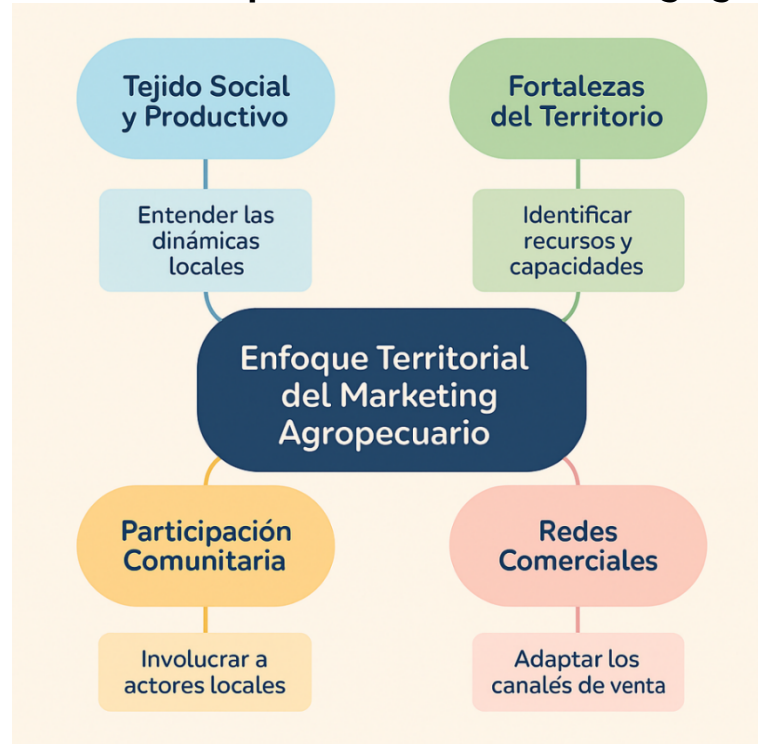 Tejido Social
y Productivo
Fortalezas
del Territorio
Entender las
dinámicas
locales
Identificar
recursos y
capacidades
Enfoque Territorial
del Marketing
Agropecuario
Participación
Comunitaria
Redes
Comerciales
Involucrar a
actores locales
Adaptar los
canalés de venta